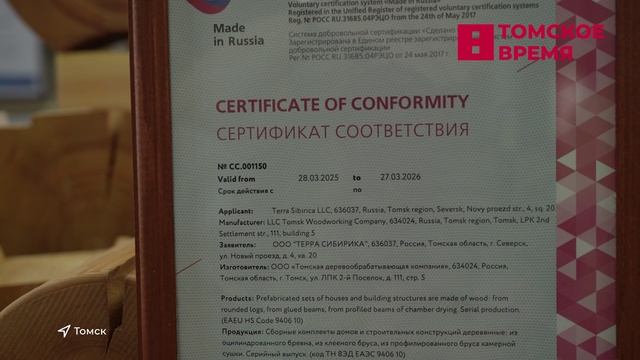 Voluntary certification system «Made in Russia»
Registered in the Unified Register of registered voluntary certification systems
Reg. № РОСС RU.31685.04РЭЦ0 from the 24th of May 2017
Made
in Russia
Система добровольной сертификации «Сделано
Зарегистрирована в Едином реестре зарегистрир
добровольной сертификации
Рег.№ РОСС RU.31685.04РЭЦ0 от 24 мая 2017 г.
ТОМСКОЕ
ВРЕМЯ
CERTIFICATE OF CONFORMITY
СЕРТИФИКАТ СООТВЕТСТВИЯ
№ СС.001150
Valid from 28.03.2025 to 27.03.2026
Срок действия с по
Applicant: Terra Sibirica LLC, 636037, Russia, Tomsk region, Seversk, Novy proezd str., 4, sq. 20
Manufacturer: LLC Tomsk Woodworking Company, 634024, Russia, Tomsk region, Tomsk, LPK 2nd
Settlement str., 111, building 5
Заявитель: ООО "ТЕРРА СИБИРИКА", 636037, Россия, Томская область, г. Северск,
ул. Новый проезд, д. 4, кв. 20
Изготовитель: ООО «Томская деревообрабатывающая компания», 634024, Россия,
Томская область, г. Томск, ул. ЛПК 2-й Поселок, д. 111, стр. 5
Products: Prefabricated sets of houses and building structures are made of wood: from
rounded logs, from glued beams, from profiled beams of chamber drying. Serial production.
(EAEU HS Code 9406 10)
Продукция: Сборные комплекты домов и строительных конструкций деревянные: из
оцилиндрованного бревна, из клееного бруса, из профилированного бруса камерной
сушки. Серийный выпуск (код ТН ВЭД ЕАЭС 9406 10)
Томск